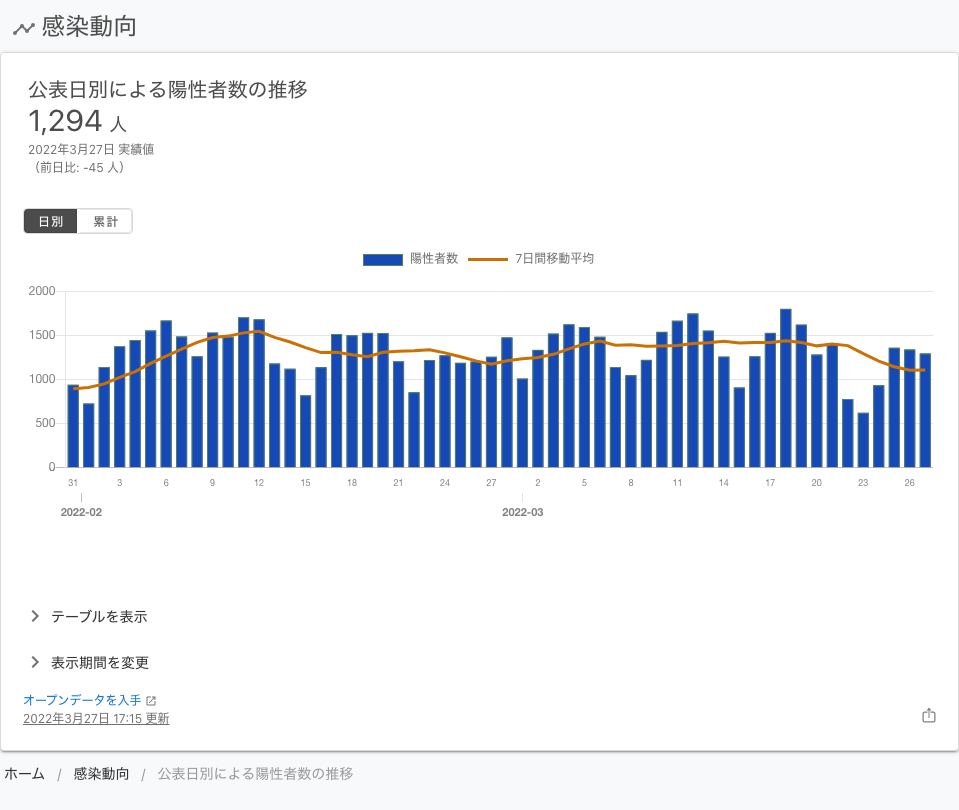 感染動向
公表日別による陽性者数の推移
1,294 人
2022年3月27日 実績値
（前日比: -45 人）
日別 累計
陽性者数 7日間移動平均
2000
1500
1000
500
0
31 3 6 9 12 15 18 21 24 27 2 5 8 11 14 17 20 23 26
2022-02 2022-03
テーブルを表示
表示期間を変更
オープンデータを入手
2022年3月27日 17:15 更新
ホーム / 感染動向 / 公表日別による陽性者数の推移